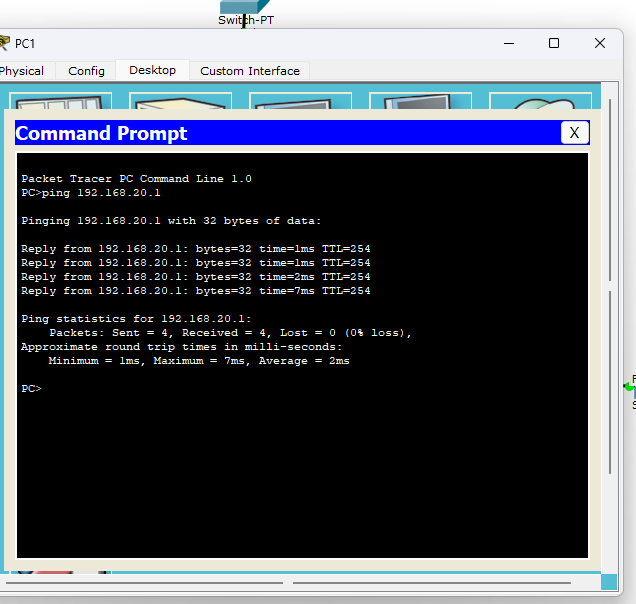 Switch-PT
PC1
Physical
Config
Desktop
Custom Interface
Command Prompt
X
Packet Tracer PC Command Line 1.0
PC>ping 192.168.20.1
Pinging 192.168.20.1 with 32 bytes of data:
Reply from 192.168.20.1: bytes=32 time=1ms TTL=254
Reply from 192.168.20.1: bytes=32 time=1ms TTL=254
Reply from 192.168.20.1: bytes=32 time=2ms TTL=254
Reply from 192.168.20.1: bytes=32 time=7ms TTL=254
Ping statistics for 192.168.20.1:
Packets: Sent = 4, Received = 4, Lost = 0 (0% loss),
Approximate round trip times in milli-seconds:
Minimum = 1ms, Maximum = 7ms, Average = 2ms
PC>